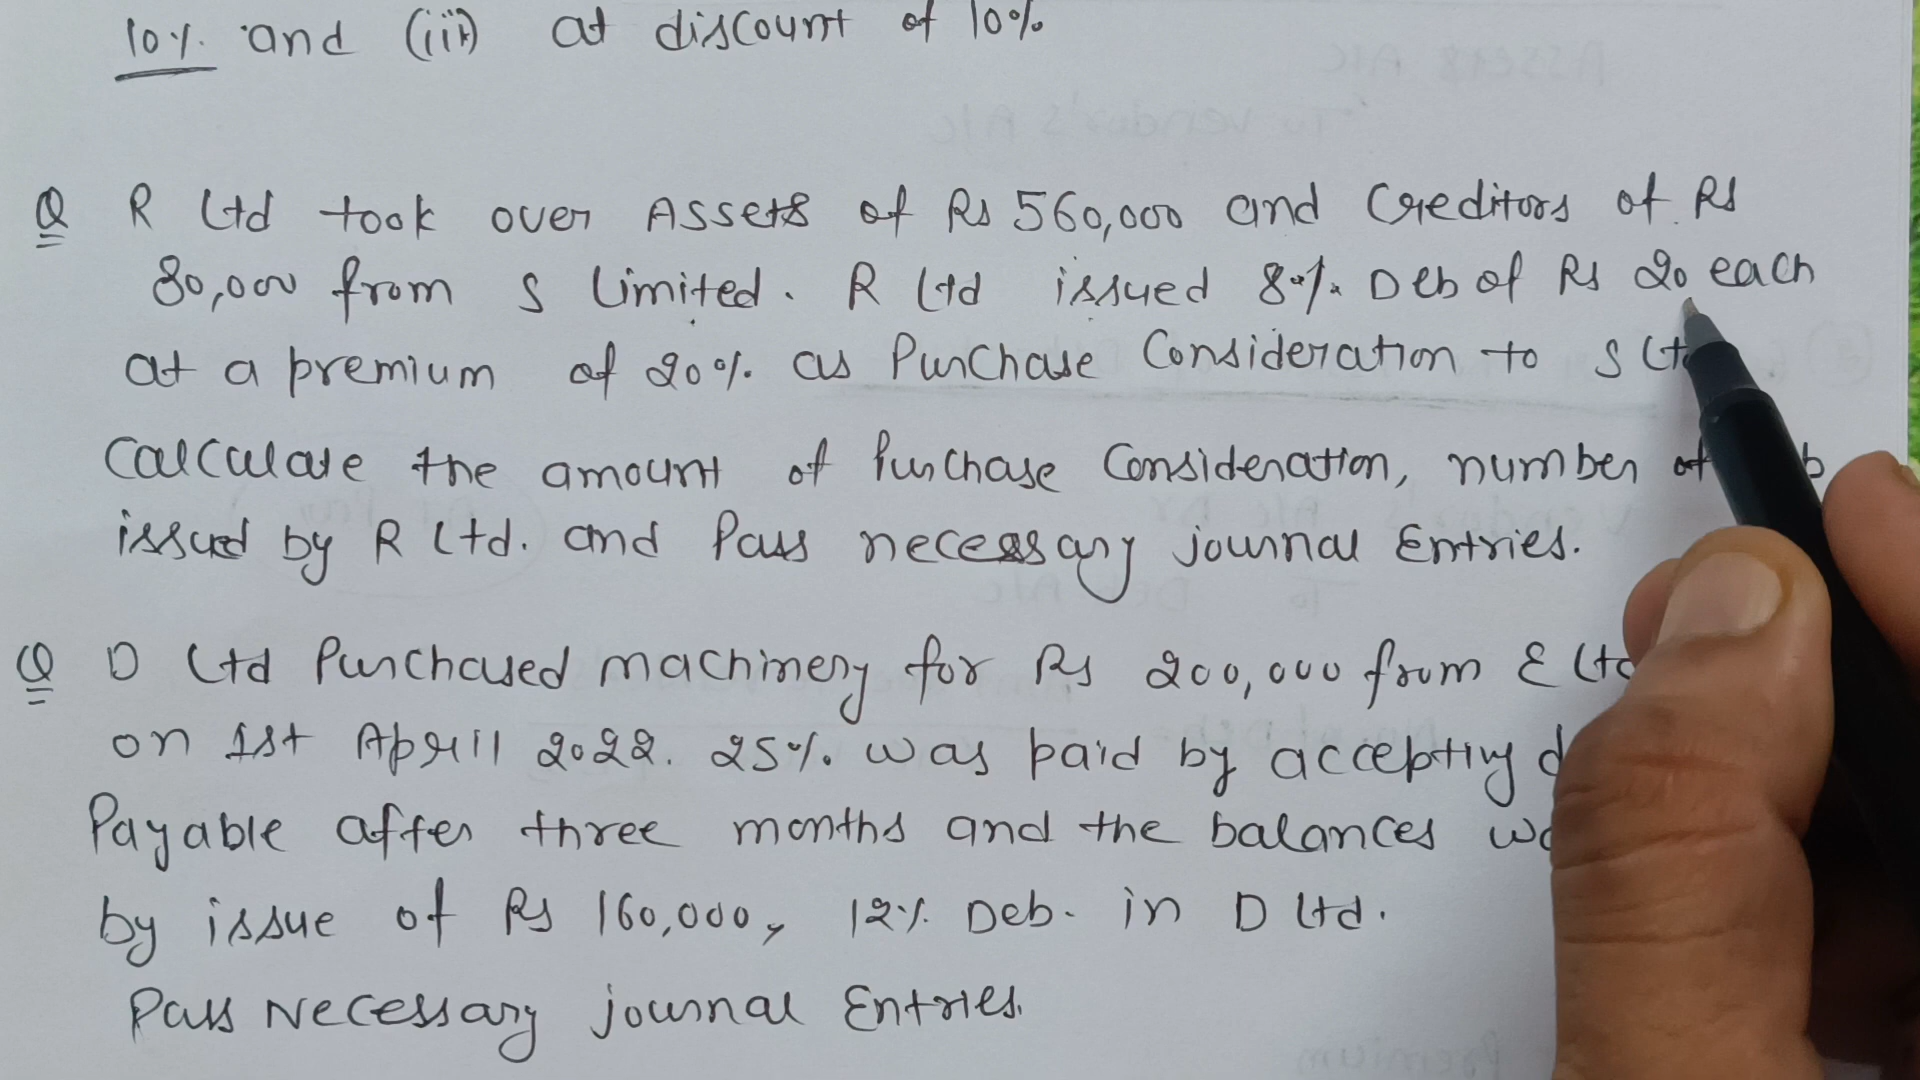 10% and (iii) at discount of 10%
Q R Ltd took over Assets of Rs 560,000 and Creditors of Rs
80,000 from S Limited. R Ltd issued 8% Deb of Rs 20 each
at a premium of 20% as Purchase Consideration to S Ltd
Calculate the amount of Purchase Consideration, number of
issued by R Ltd. and Pass necessary journal Entries.
Q D Ltd Purchased machinery for Rs 200,000 from E Ltd
on 1st April 2022. 25% was paid by accepting
Payable after three months and the balances
by issue of Rs 160,000, 12% Deb. in D Ltd.
Pass Necessary journal Entries.